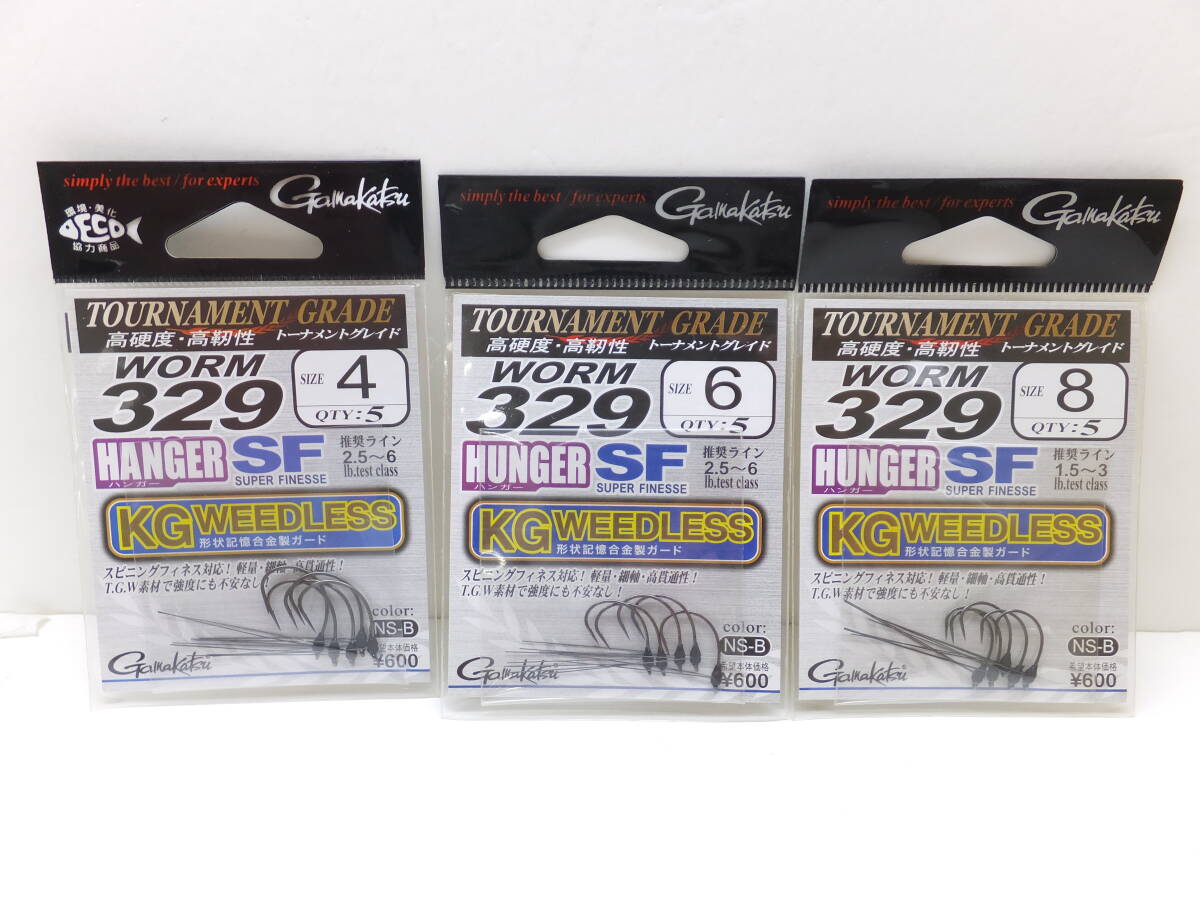 simply the best / for experts
Gamakatsu
環境・美化
DECO
協力商品
TOURNAMENT GRADE
高硬度・高靭性 トーナメントグレイド
WORM
329
SIZE 4
QTY:5
HANGER
ハンガー
SF
SUPER FINESSE
推奨ライン
2.5～6
lb.test class
KG WEEDLESS
形状記憶合金製ガード
スピニングフィネス対応！軽量・細軸・高貫通性！
T.G.W素材で強度にも不安なし！
color:
NS-B
希望本体価格
¥600
Gamakatsu®
simply the best / for experts
Gamakatsu
TOURNAMENT GRADE
高硬度・高靭性 トーナメントグレイド
WORM
329
SIZE 6
QTY:5
HUNGER
ハンガー
SF
SUPER FINESSE
推奨ライン
2.5～6
lb.test class
KG WEEDLESS
形状記憶合金製ガード
スピニングフィネス対応！軽量・細軸・高貫通性！
T.G.W素材で強度にも不安なし！
color:
NS-B
希望本体価格
¥600
Gamakatsu®
simply the best / for experts
Gamakatsu
TOURNAMENT GRADE
高硬度・高靭性 トーナメントグレイド
WORM
329
SIZE 8
QTY:5
HUNGER
ハンガー
SF
SUPER FINESSE
推奨ライン
1.5～3
lb.test class
KG WEEDLESS
形状記憶合金製ガード
スピニングフィネス対応！軽量・細軸・高貫通性！
T.G.W素材で強度にも不安なし！
color:
NS-B
希望本体価格
¥600
Gamakatsu®